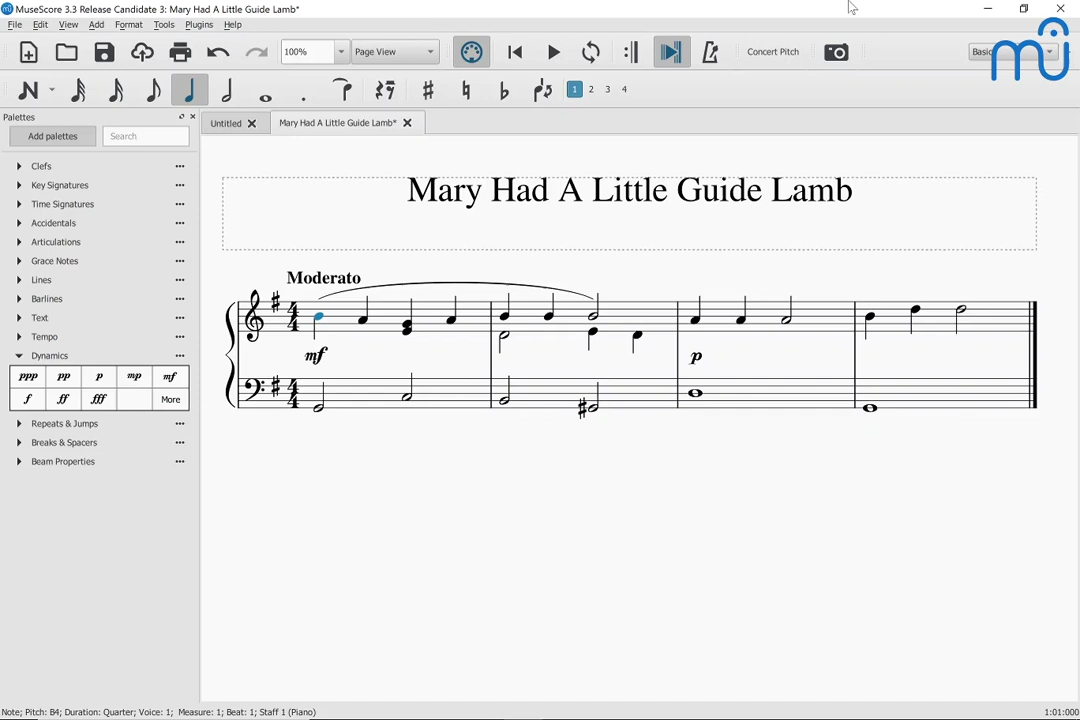 MuseScore 3.3 Release Candidate 3: Mary Had A Little Guide Lamb*
File Edit View Add Format Tools Plugins Help
100% Page View Concert Pitch Basic
1 2 3 4
Palettes
Untitled Mary Had A Little Guide Lamb*
Add palettes Search
Clefs
Key Signatures
Time Signatures
Accidentals
Articulations
Grace Notes
Lines
Barlines
Text
Tempo
Dynamics
ppp pp p mp mf
f ff fff More
Repeats & Jumps
Breaks & Spacers
Beam Properties
Mary Had A Little Guide Lamb
Moderato
4 4
mf p
4 4
Note; Pitch: B4; Duration: Quarter; Voice: 1; Measure: 1; Beat: 1; Staff 1 (Piano) 1:01:000